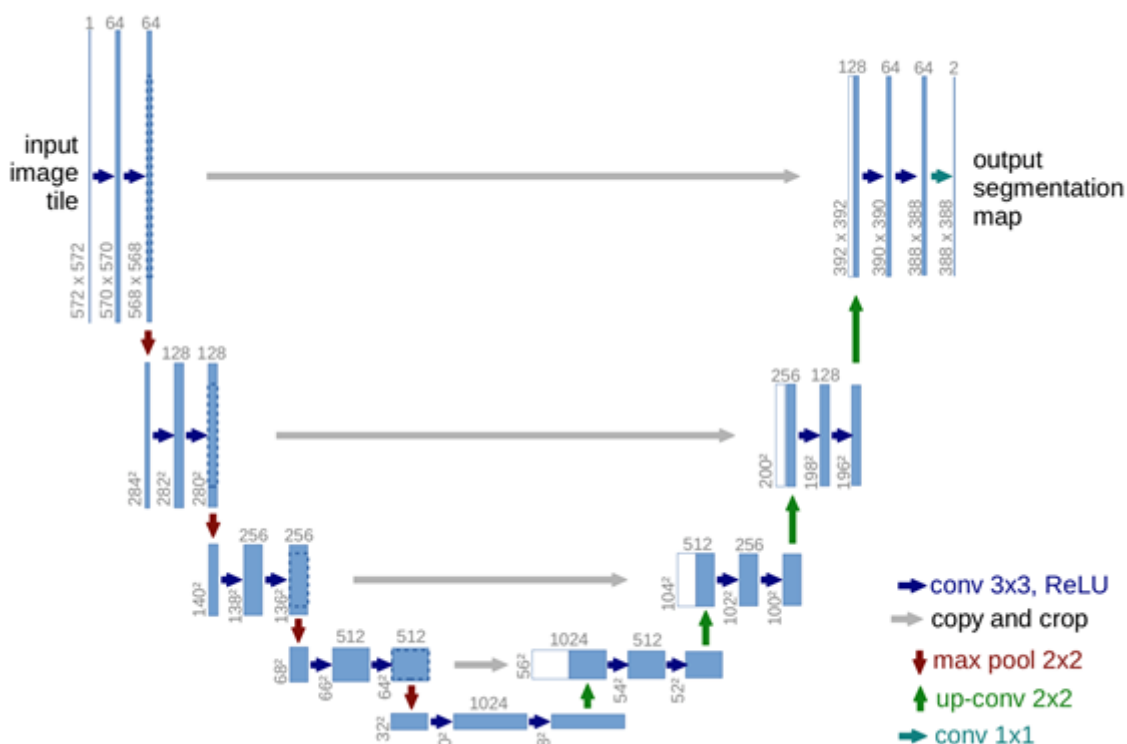 1 64 64
128 64 64 2
input
image
tile
output
segmentation
map
572 x 572
570 x 570
568 x 568
392 x 392
390 x 390
388 x 388
388 x 388
128 128
256 128
284²
282²
280²
200²
198²
196²
256 256
512 256
140²
138²
136²
104²
102²
100²
512 512
1024 512
68²
66²
64²
56²
54²
52²
1024
32²
conv 3x3, ReLU
copy and crop
max pool 2x2
up-conv 2x2
conv 1x1